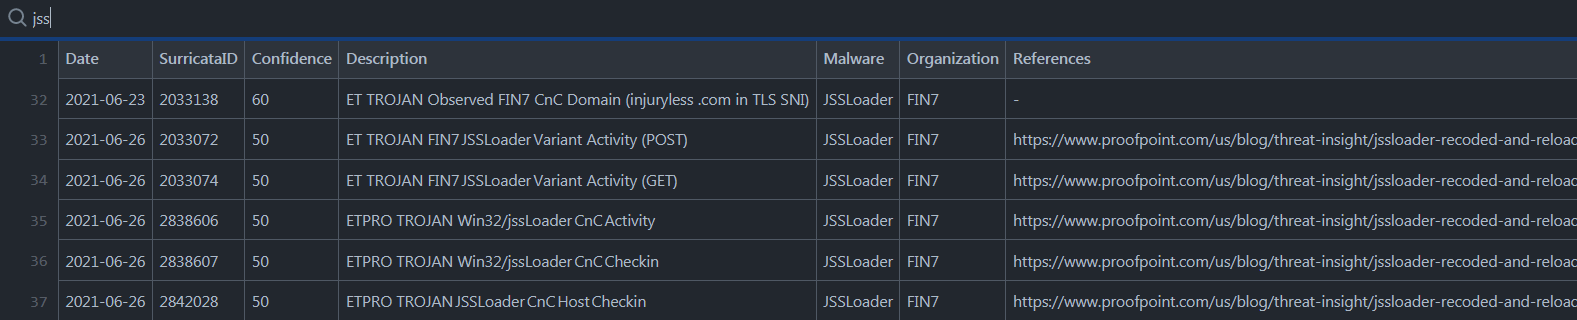 jss
1 Date SurricataID Confidence Description Malware Organization References
32 2021-06-23 2033138 60 ET TROJAN Observed FIN7 CnC Domain (injuryless .com in TLS SNI) JSSLoader FIN7 -
33 2021-06-26 2033072 50 ET TROJAN FIN7 JSSLoader Variant Activity (POST) JSSLoader FIN7 https://www.proofpoint.com/us/blog/threat-insight/jssloader-recoded-and-reloac
34 2021-06-26 2033074 50 ET TROJAN FIN7 JSSLoader Variant Activity (GET) JSSLoader FIN7 https://www.proofpoint.com/us/blog/threat-insight/jssloader-recoded-and-reloac
35 2021-06-26 2838606 50 ETPRO TROJAN Win32/jssLoader CnC Activity JSSLoader FIN7 https://www.proofpoint.com/us/blog/threat-insight/jssloader-recoded-and-reloac
36 2021-06-26 2838607 50 ETPRO TROJAN Win32/jssLoader CnC Checkin JSSLoader FIN7 https://www.proofpoint.com/us/blog/threat-insight/jssloader-recoded-and-reloac
37 2021-06-26 2842028 50 ETPRO TROJAN JSSLoader CnC Host Checkin JSSLoader FIN7 https://www.proofpoint.com/us/blog/threat-insight/jssloader-recoded-and-reloac